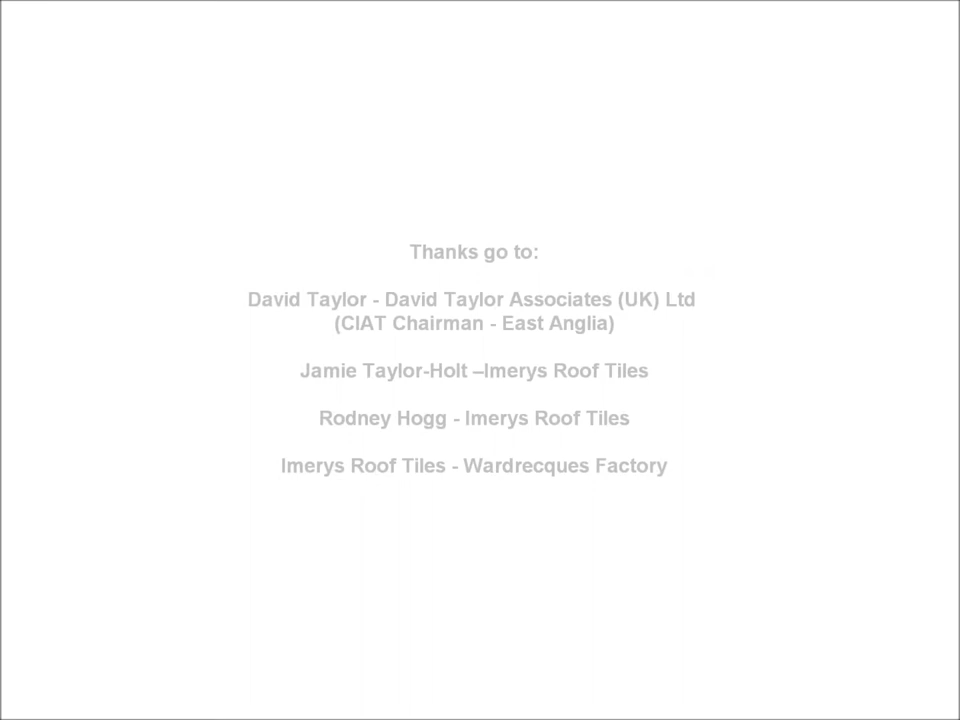 Thanks go to:
David Taylor - David Taylor Associates (UK) Ltd
(CIAT Chairman - East Anglia)
Jamie Taylor-Holt –Imerys Roof Tiles
Rodney Hogg - Imerys Roof Tiles
Imerys Roof Tiles - Wardrecques Factory